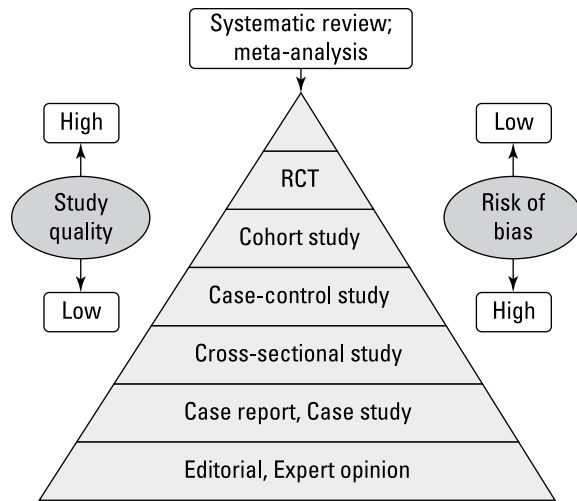 Systematic review;
meta-analysis
High
Low
RCT
Study
quality
Risk of
bias
Cohort study
Low
Case-control study
High
Cross-sectional study
Case report, Case study
Editorial, Expert opinion